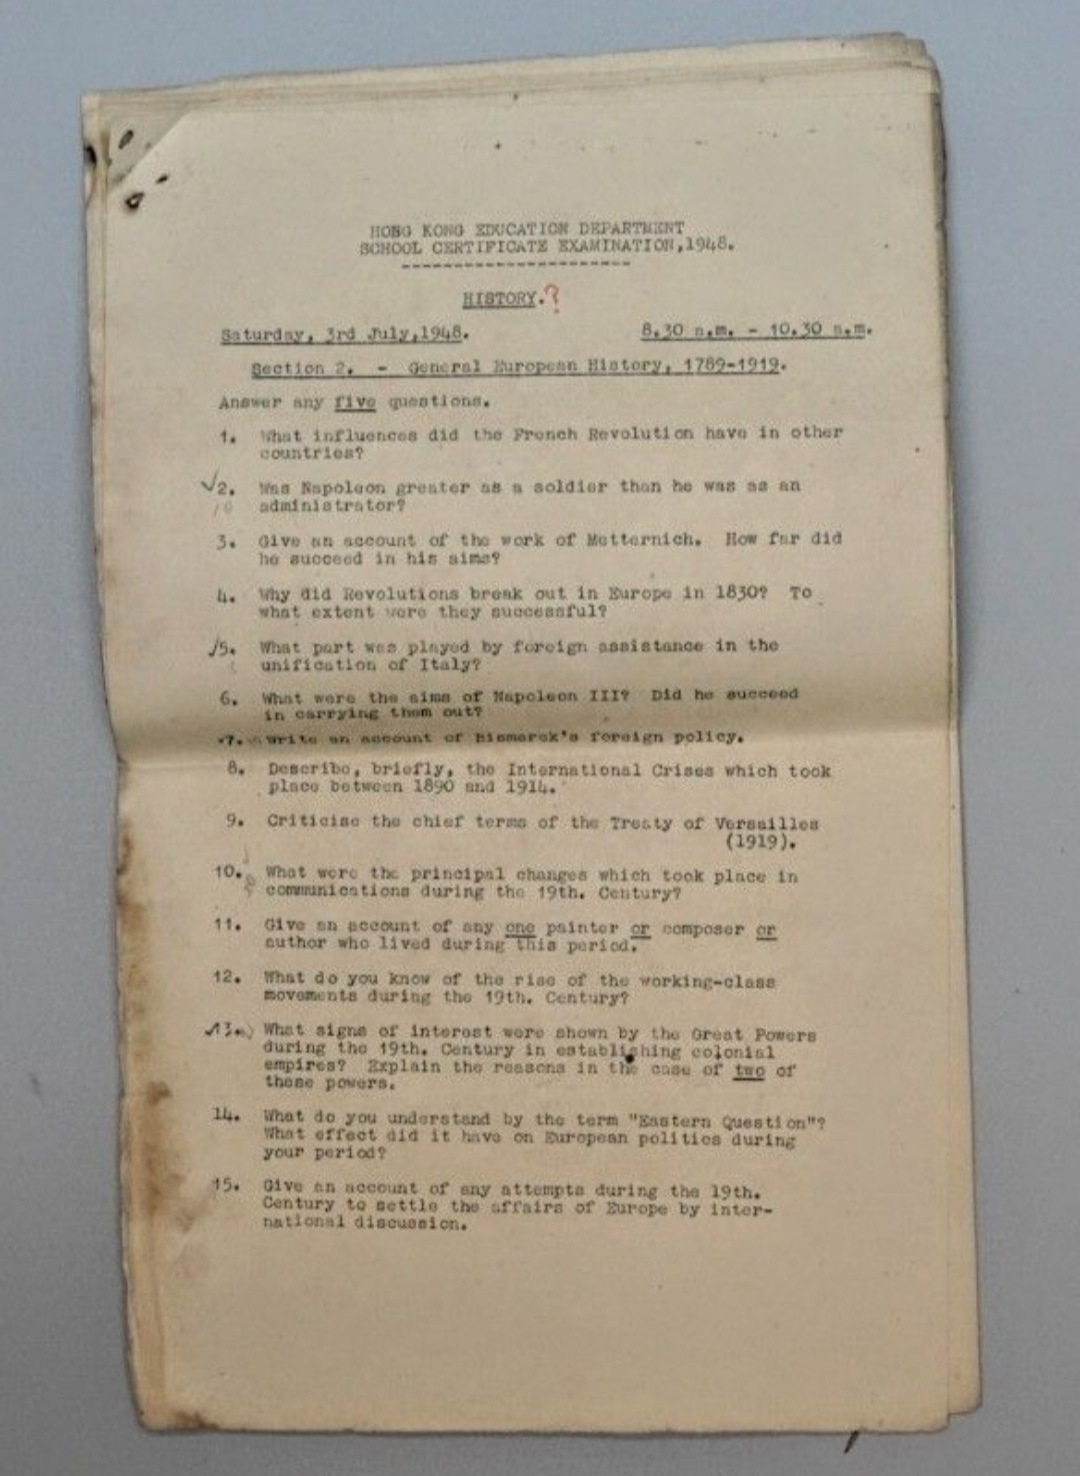 HONG KONG EDUCATION DEPARTMENT
SCHOOL CERTIFICATE EXAMINATION,1948.
-----------------------
HISTORY.?
Saturday, 3rd July,1948. 8.30 a.m. - 10.30 a.m.
Section 2. - General European History, 1789-1919.
Answer any five questions.
1. What influences did the French Revolution have in other
countries?
✓2. Was Napoleon greater as a soldier than he was as an
administrator?
3. Give an account of the work of Metternich. How far did
he succeed in his aims?
4. Why did Revolutions break out in Europe in 1830? To
what extent were they successful?
✓5. What part was played by foreign assistance in the
unification of Italy?
6. What were the aims of Napoleon III? Did he succeed
in carrying them out?
7. Write an account of Bismarck's foreign policy.
8. Describe, briefly, the International Crises which took
place between 1890 and 1914.
9. Criticise the chief terms of the Treaty of Versailles
(1919).
10. What were the principal changes which took place in
communications during the 19th. Century?
11. Give an account of any one painter or composer or
author who lived during this period.
12. What do you know of the rise of the working-class
movements during the 19th. Century?
✓13. What signs of interest were shown by the Great Powers
during the 19th. Century in establishing colonial
empires? Explain the reasons in the case of two of
these powers.
14. What do you understand by the term "Eastern Question"?
What effect did it have on European politics during
your period?
15. Give an account of any attempts during the 19th.
Century to settle the affairs of Europe by inter-
national discussion.